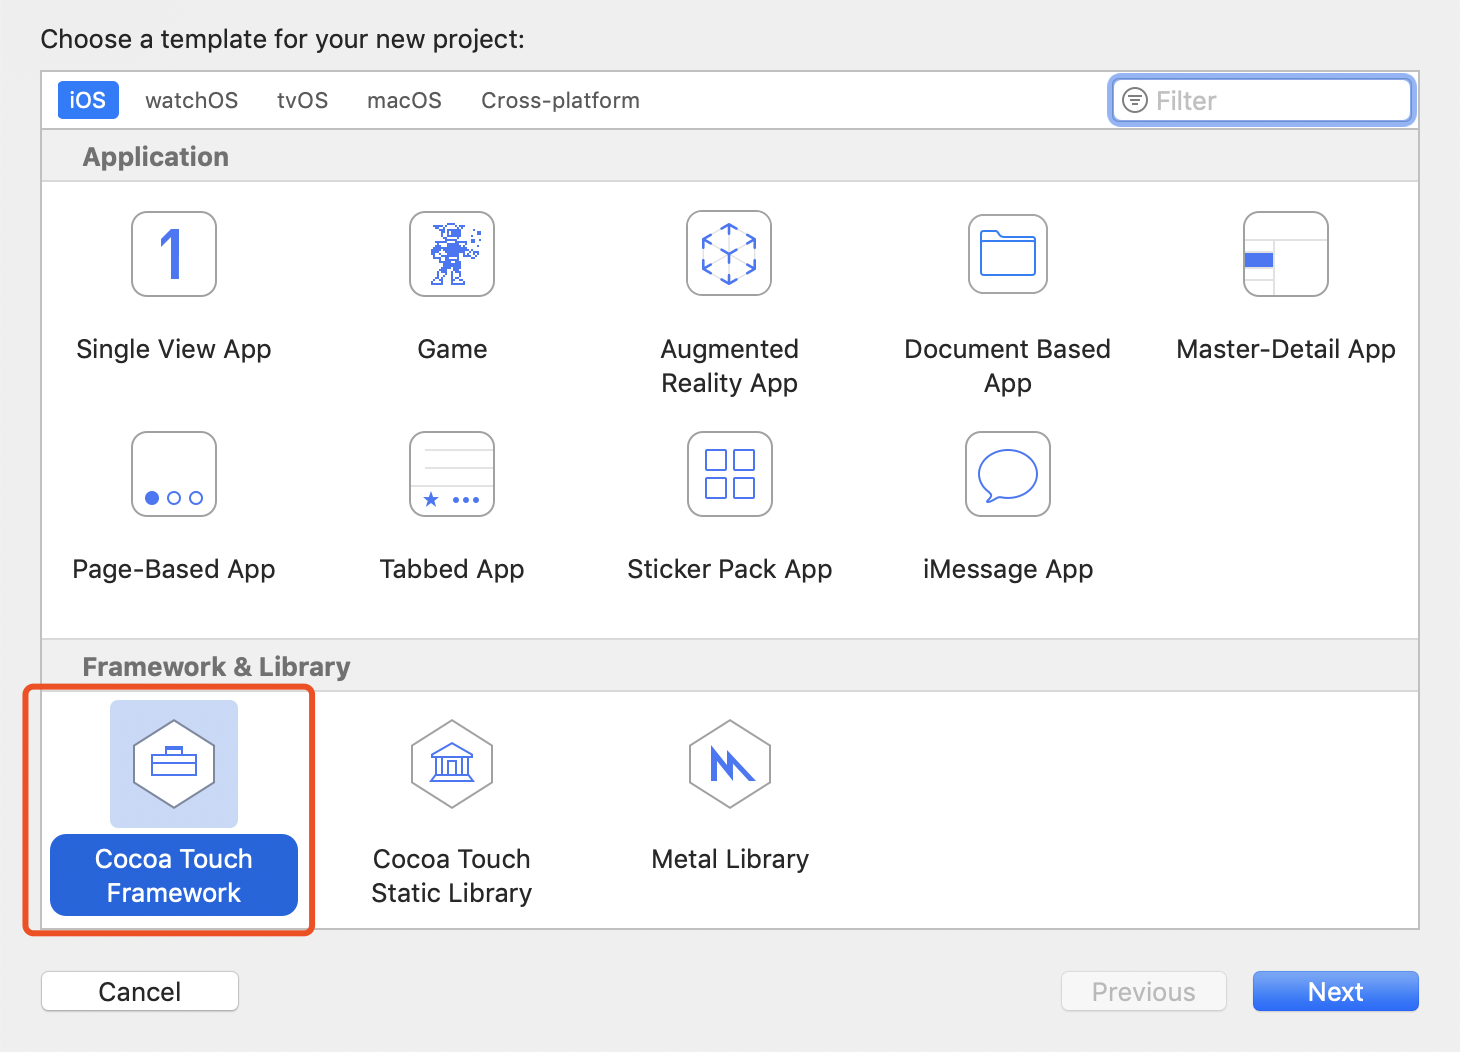 Choose a template for your new project:
iOS watchOS tvOS macOS Cross-platform Filter
Application
1
Single View App Game Augmented Reality App Document Based App Master-Detail App
Page-Based App Tabbed App Sticker Pack App iMessage App
Framework & Library
Cocoa Touch Framework Cocoa Touch Static Library Metal Library
Cancel Previous Next